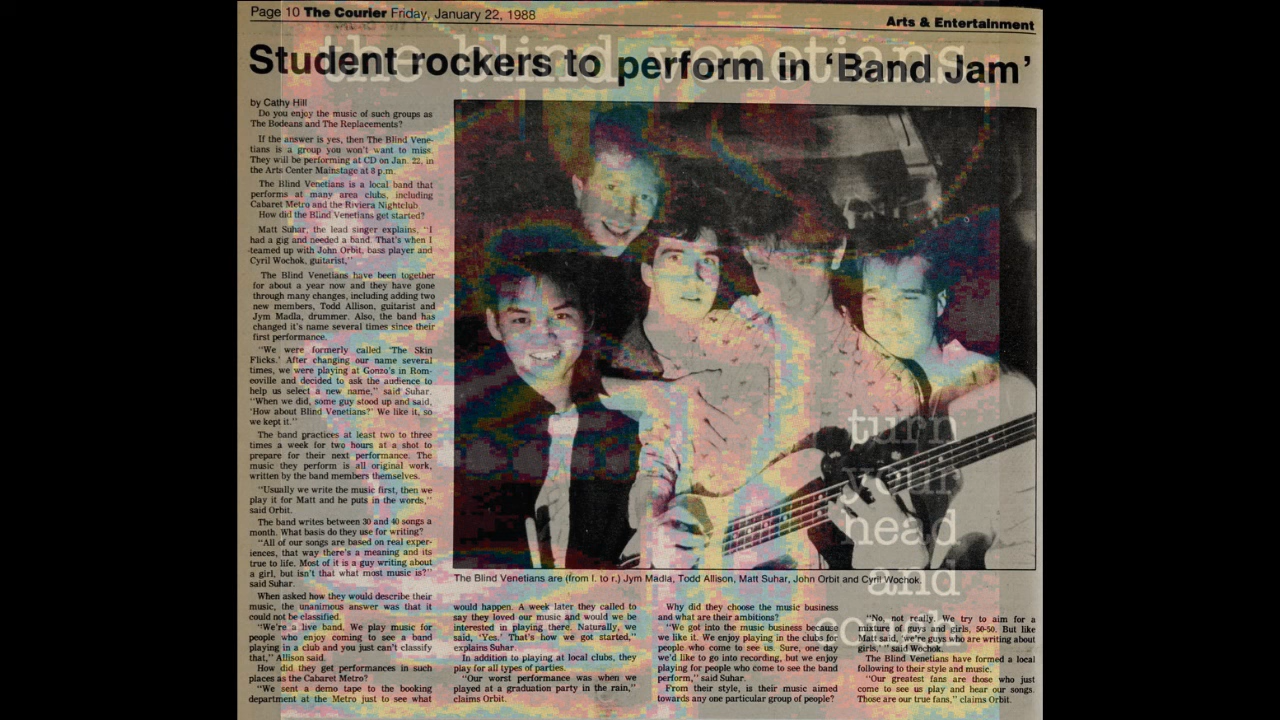 Page 10 The Courier Friday, January 22, 1988
Arts & Entertainment
the blind venetians
Student rockers to perform in ‘Band Jam’
by Cathy Hill
Do you enjoy the music of such groups as
The Bodeans and The Replacements?
If the answer is yes, then The Blind Vene-
tians is a group you won't want to miss.
They will be performing at CD on Jan. 22, in
the Arts Center Mainstage at 8 p.m.
The Blind Venetians is a local band that
performs at many area clubs, including
Cabaret Metro and the Riviera Nightclub.
How did the Blind Venetians get started?
Matt Suhar, the lead singer explains, "I
had a gig and needed a band. That's when I
teamed up with John Orbit, bass player and
Cyril Wochok, guitarist,"
The Blind Venetians have been together
for about a year now and they have gone
through many changes, including adding two
new members, Todd Allison, guitarist and
Jym Madla, drummer. Also, the band has
changed it's name several times since their
first performance.
"We were formerly called 'The Skin
Flicks.' After changing our name several
times, we were playing at Gonzo's in Rom-
eoville and decided to ask the audience to
help us select a new name," said Suhar.
"When we did, some guy stood up and said,
'How about Blind Venetians?' We like it, so
we kept it."
The band practices at least two to three
times a week for two hours at a shot to
prepare for their next performance. The
music they perform is all original work,
written by the band members themselves.
"Usually we write the music first, then we
play it for Matt and he puts in the words,"
said Orbit.
The band writes between 30 and 40 songs a
month. What basis do they use for writing?
"All of our songs are based on real exper-
iences, that way there's a meaning and its
true to life. Most of it is a guy writing about
a girl, but isn't that what most music is?"
said Suhar.
When asked how they would describe their
music, the unanimous answer was that it
could not be classified.
"We're a live band. We play music for
people who enjoy coming to see a band
playing in a club and you just can't classify
that," Allison said.
How did they get performances in such
places as the Cabaret Metro?
"We sent a demo tape to the booking
department at the Metro just to see what
turn
your
head
and
The Blind Venetians are (from l. to r.) Jym Madla, Todd Allison, Matt Suhar, John Orbit and Cyril Wochok.
would happen. A week later they called to
say they loved our music and would we be
interested in playing there. Naturally, we
said, 'Yes.' That's how we got started,"
explains Suhar.
In addition to playing at local clubs, they
play for all types of parties.
"Our worst performance was when we
played at a graduation party in the rain,"
claims Orbit.
Why did they choose the music business
and what are their ambitions?
"We got into the music business because
we like it. We enjoy playing in the clubs for
people who come to see us. Sure, one day
we'd like to go into recording, but we enjoy
playing for people who come to see the band
perform," said Suhar.
From their style, is their music aimed
towards any one particular group of people?
"No, not really. We try to aim for a
mixture of guys and girls, 50-50. But like
Matt said, 'we're guys who are writing about
girls,' " said Wochok.
The Blind Venetians have formed a local
following to their style and music.
"Our greatest fans are those who just
come to see us play and hear our songs.
Those are our true fans," claims Orbit.